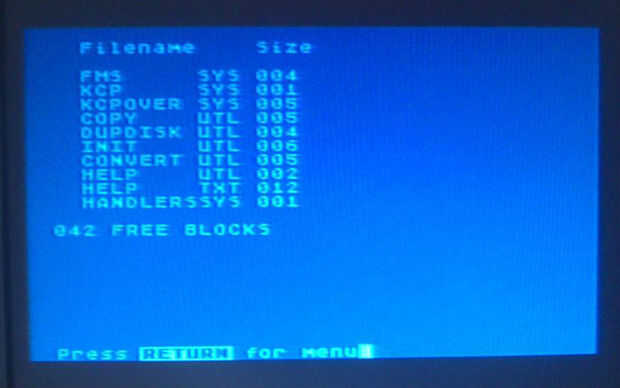 Filename Size
FMS SYS 004
KCP SYS 001
KCPOVER SYS 005
COPY UTL 005
DUPDISK UTL 004
INIT UTL 006
CONVERT UTL 005
HELP UTL 002
HELP TXT 012
HANDLERSSYS 001
042 FREE BLOCKS
Press RETURN for menu